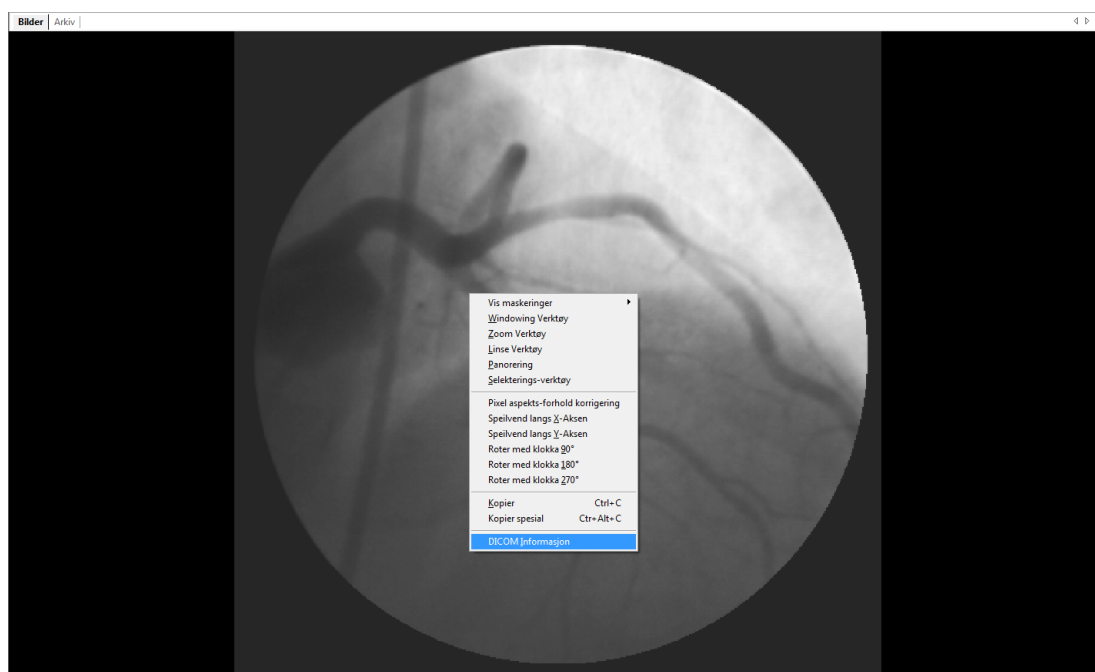 Bilder Arkiv
Vis maskeringer
Windowing Verktøy
Zoom Verktøy
Linse Verktøy
Panorering
Selekterings-verktøy
Pixel aspekts-forhold korrigering
Speilvend langs X-Aksen
Speilvend langs Y-Aksen
Roter med klokka 90°
Roter med klokka 180°
Roter med klokka 270°
Kopier Ctrl+C
Kopier spesial Ctr+Alt+C
DICOM Informasjon